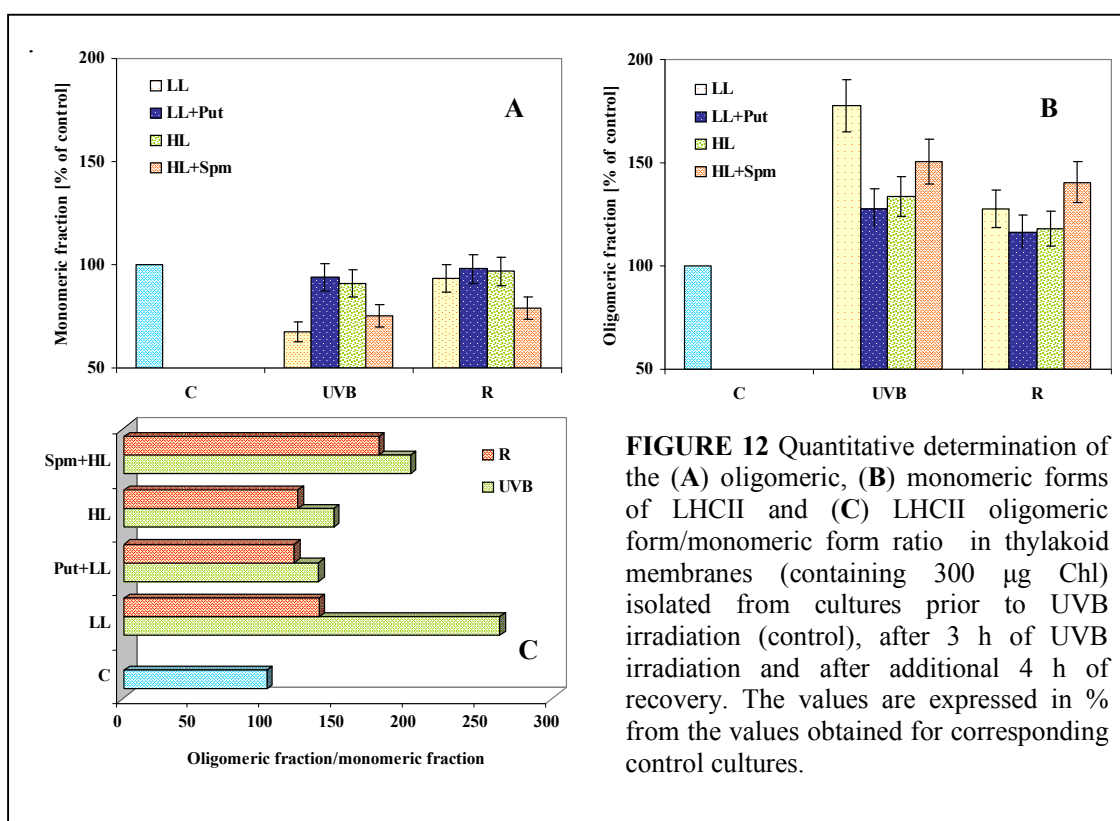 200
150
100
50
Monomeric fraction [% of control]
LL
LL+Put
HL
HL+Spm
A
C
UVB
R
200
150
100
50
Oligomeric fraction [% of control]
LL
LL+Put
HL
HL+Spm
B
C
UVB
R
Spm+HL
HL
Put+LL
LL
C
R
UVB
C
0
50
100
150
200
250
300
Oligomeric fraction/monomeric fraction
FIGURE 12 Quantitative determination of
the (A) oligomeric, (B) monomeric forms
of LHCII and (C) LHCII oligomeric
form/monomeric form ratio in thylakoid
membranes (containing 300 μg Chl)
isolated from cultures prior to UVB
irradiation (control), after 3 h of UVB
irradiation and after additional 4 h of
recovery. The values are expressed in %
from the values obtained for corresponding
control cultures.